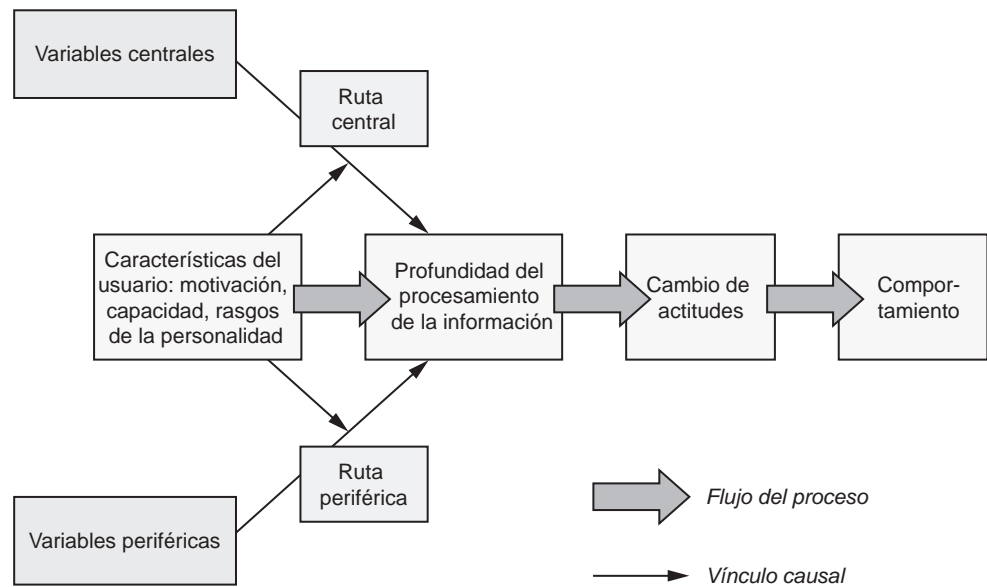 Variables centrales
Ruta
central
Características del
usuario: motivación,
capacidad, rasgos
de la personalidad
Profundidad del
procesamiento
de la información
Cambio de
actitudes
Compor-
tamiento
Ruta
periférica
Variables periféricas
Flujo del proceso
Vínculo causal